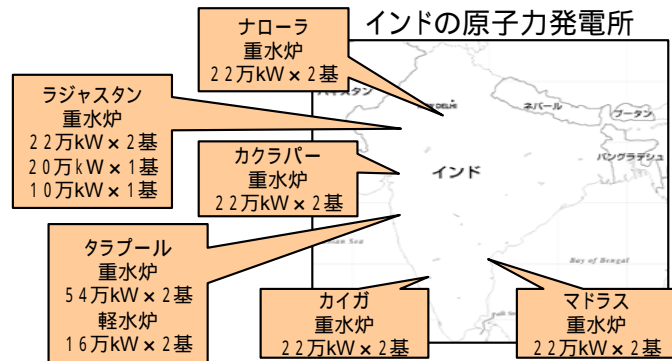 インドの原子力発電所
ナローラ
重水炉
22万kW×2基
ラジャスタン
重水炉
22万kW×2基
20万kW×1基
10万kW×1基
カクラパー
重水炉
22万kW×2基
タラプール
重水炉
54万kW×2基
軽水炉
16万kW×2基
カイガ
重水炉
22万kW×2基
マドラス
重水炉
22万kW×2基
DELHI
ネパール
ブータン
バングラデシュ
インド
Sea
Bay of Bengal